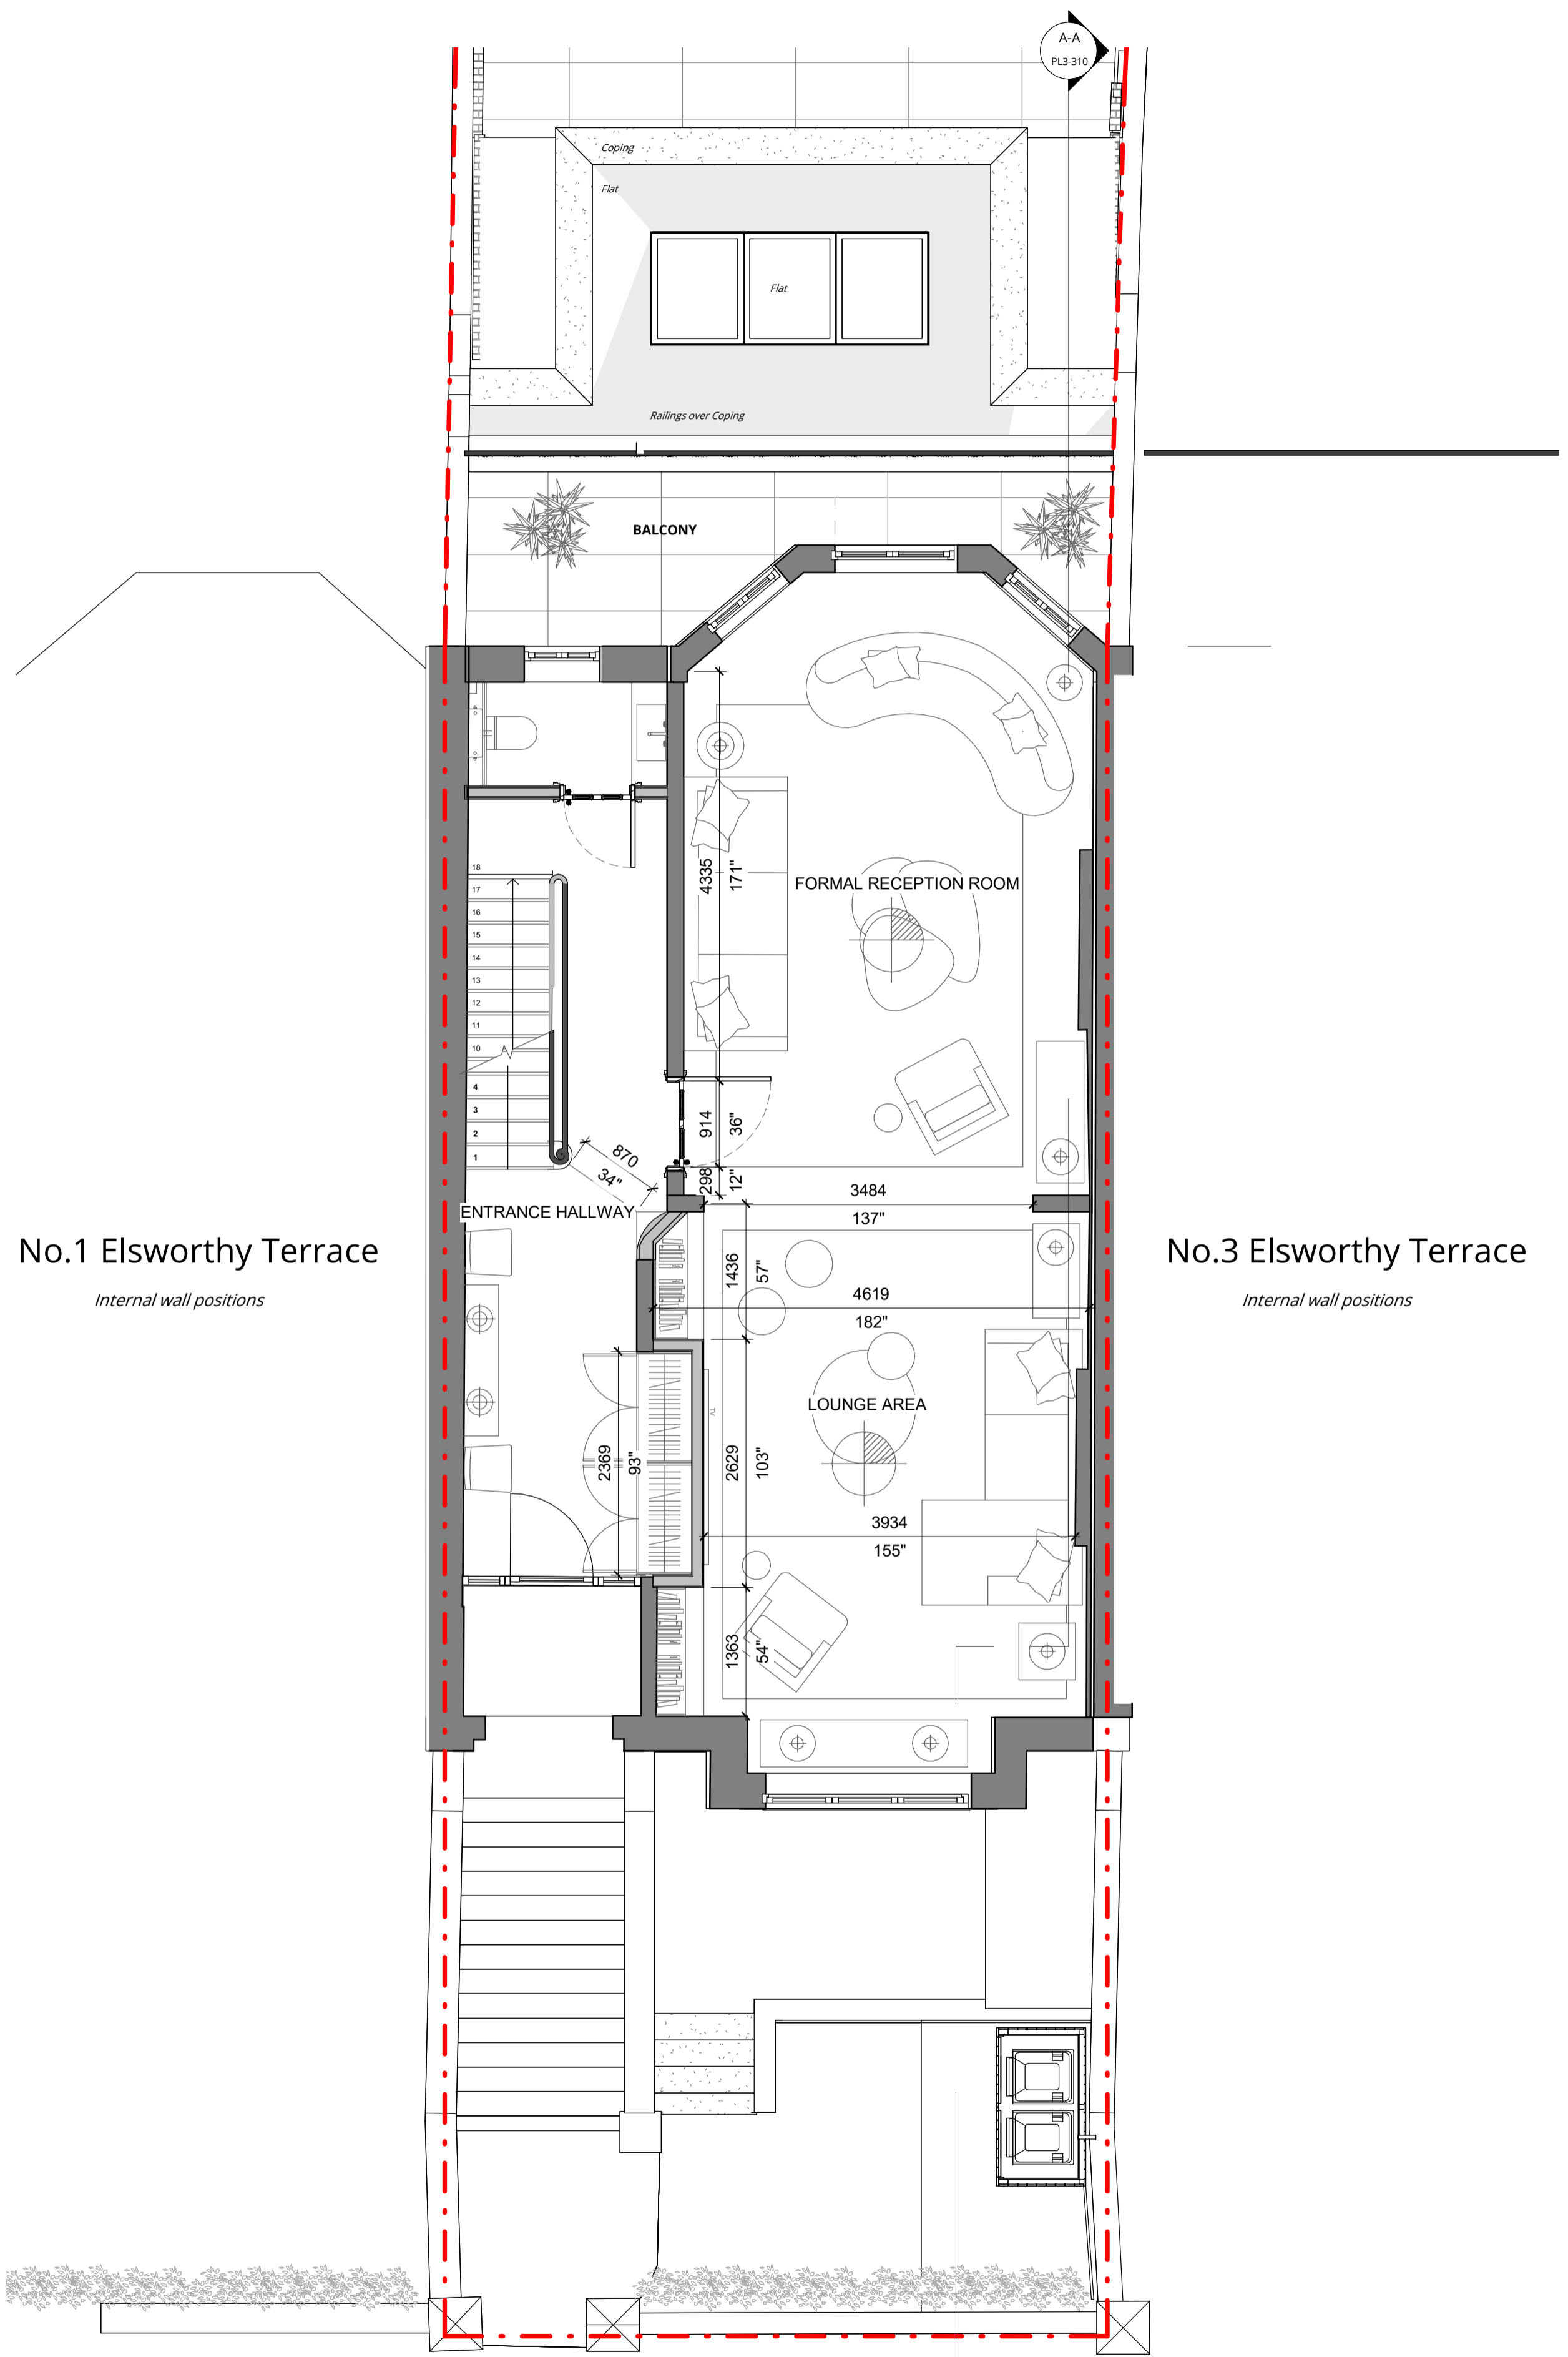 A-A
PL3-310
Coping
Flat
Flat
Railings over Coping
BALCONY
18
17
16
15
14
13
12
11
10
4
3
2
1
4335
171"
FORMAL RECEPTION ROOM
914
36"
870
34"
298
12"
3484
137"
ENTRANCE HALLWAY
No.1 Elsworthy Terrace
Internal wall positions
No.3 Elsworthy Terrace
Internal wall positions
1436
57"
4619
182"
LOUNGE AREA
TV
2369
93"
2629
103"
3934
155"
1363
54"